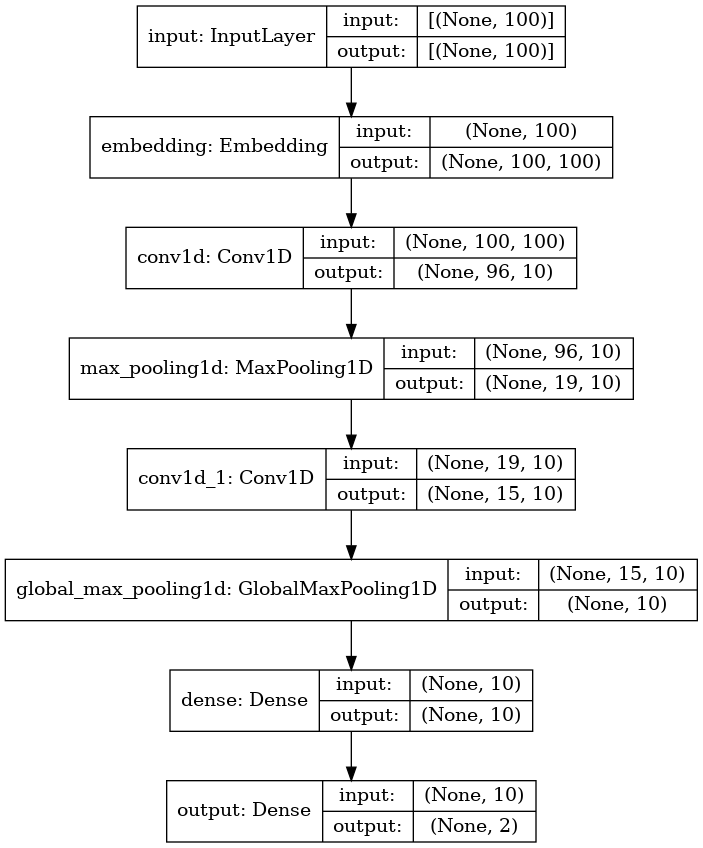 input: InputLayer
input:
[(None, 100)]
output:
[(None, 100)]
embedding: Embedding
input:
(None, 100)
output:
(None, 100, 100)
conv1d: Conv1D
input:
(None, 100, 100)
output:
(None, 96, 10)
max_pooling1d: MaxPooling1D
input:
(None, 96, 10)
output:
(None, 19, 10)
conv1d_1: Conv1D
input:
(None, 19, 10)
output:
(None, 15, 10)
global_max_pooling1d: GlobalMaxPooling1D
input:
(None, 15, 10)
output:
(None, 10)
dense: Dense
input:
(None, 10)
output:
(None, 10)
output: Dense
input:
(None, 10)
output:
(None, 2)